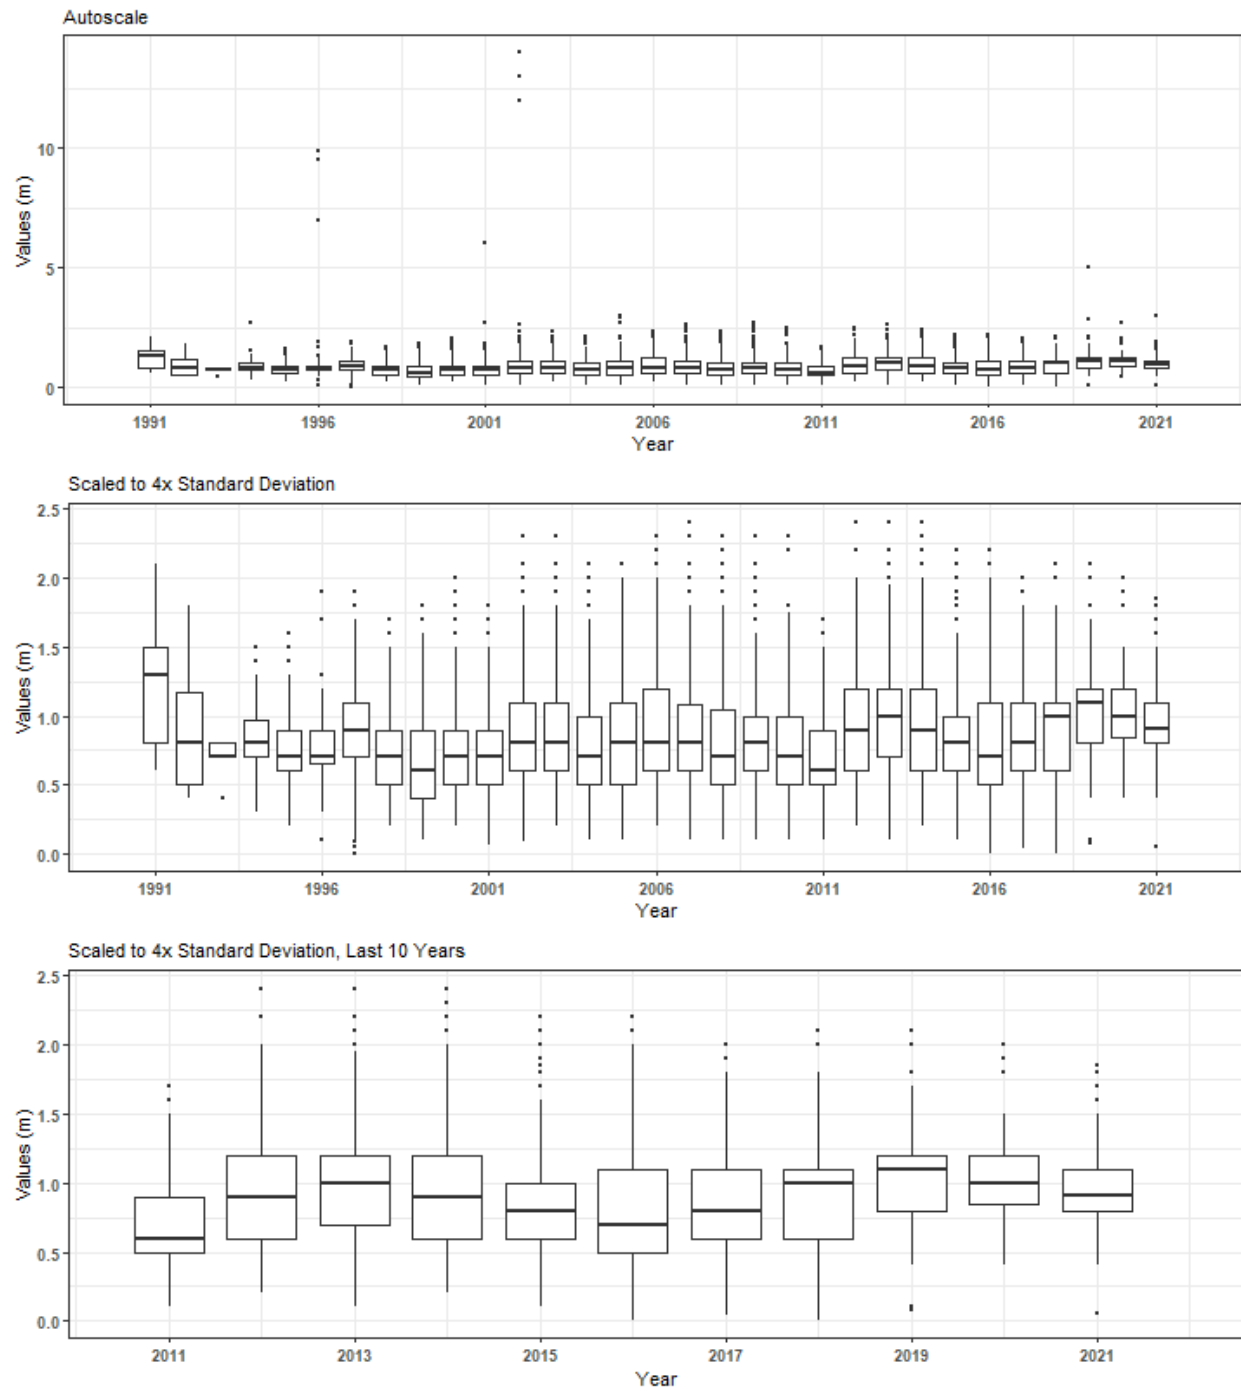 Autoscale
Values (m)
10
5
0
1991 1996 2001 2006 2011 2016 2021
Year
Scaled to 4x Standard Deviation
Values (m)
2.5
2.0
1.5
1.0
0.5
0.0
1991 1996 2001 2006 2011 2016 2021
Year
Scaled to 4x Standard Deviation, Last 10 Years
Values (m)
2.5
2.0
1.5
1.0
0.5
0.0
2011 2013 2015 2017 2019 2021
Year